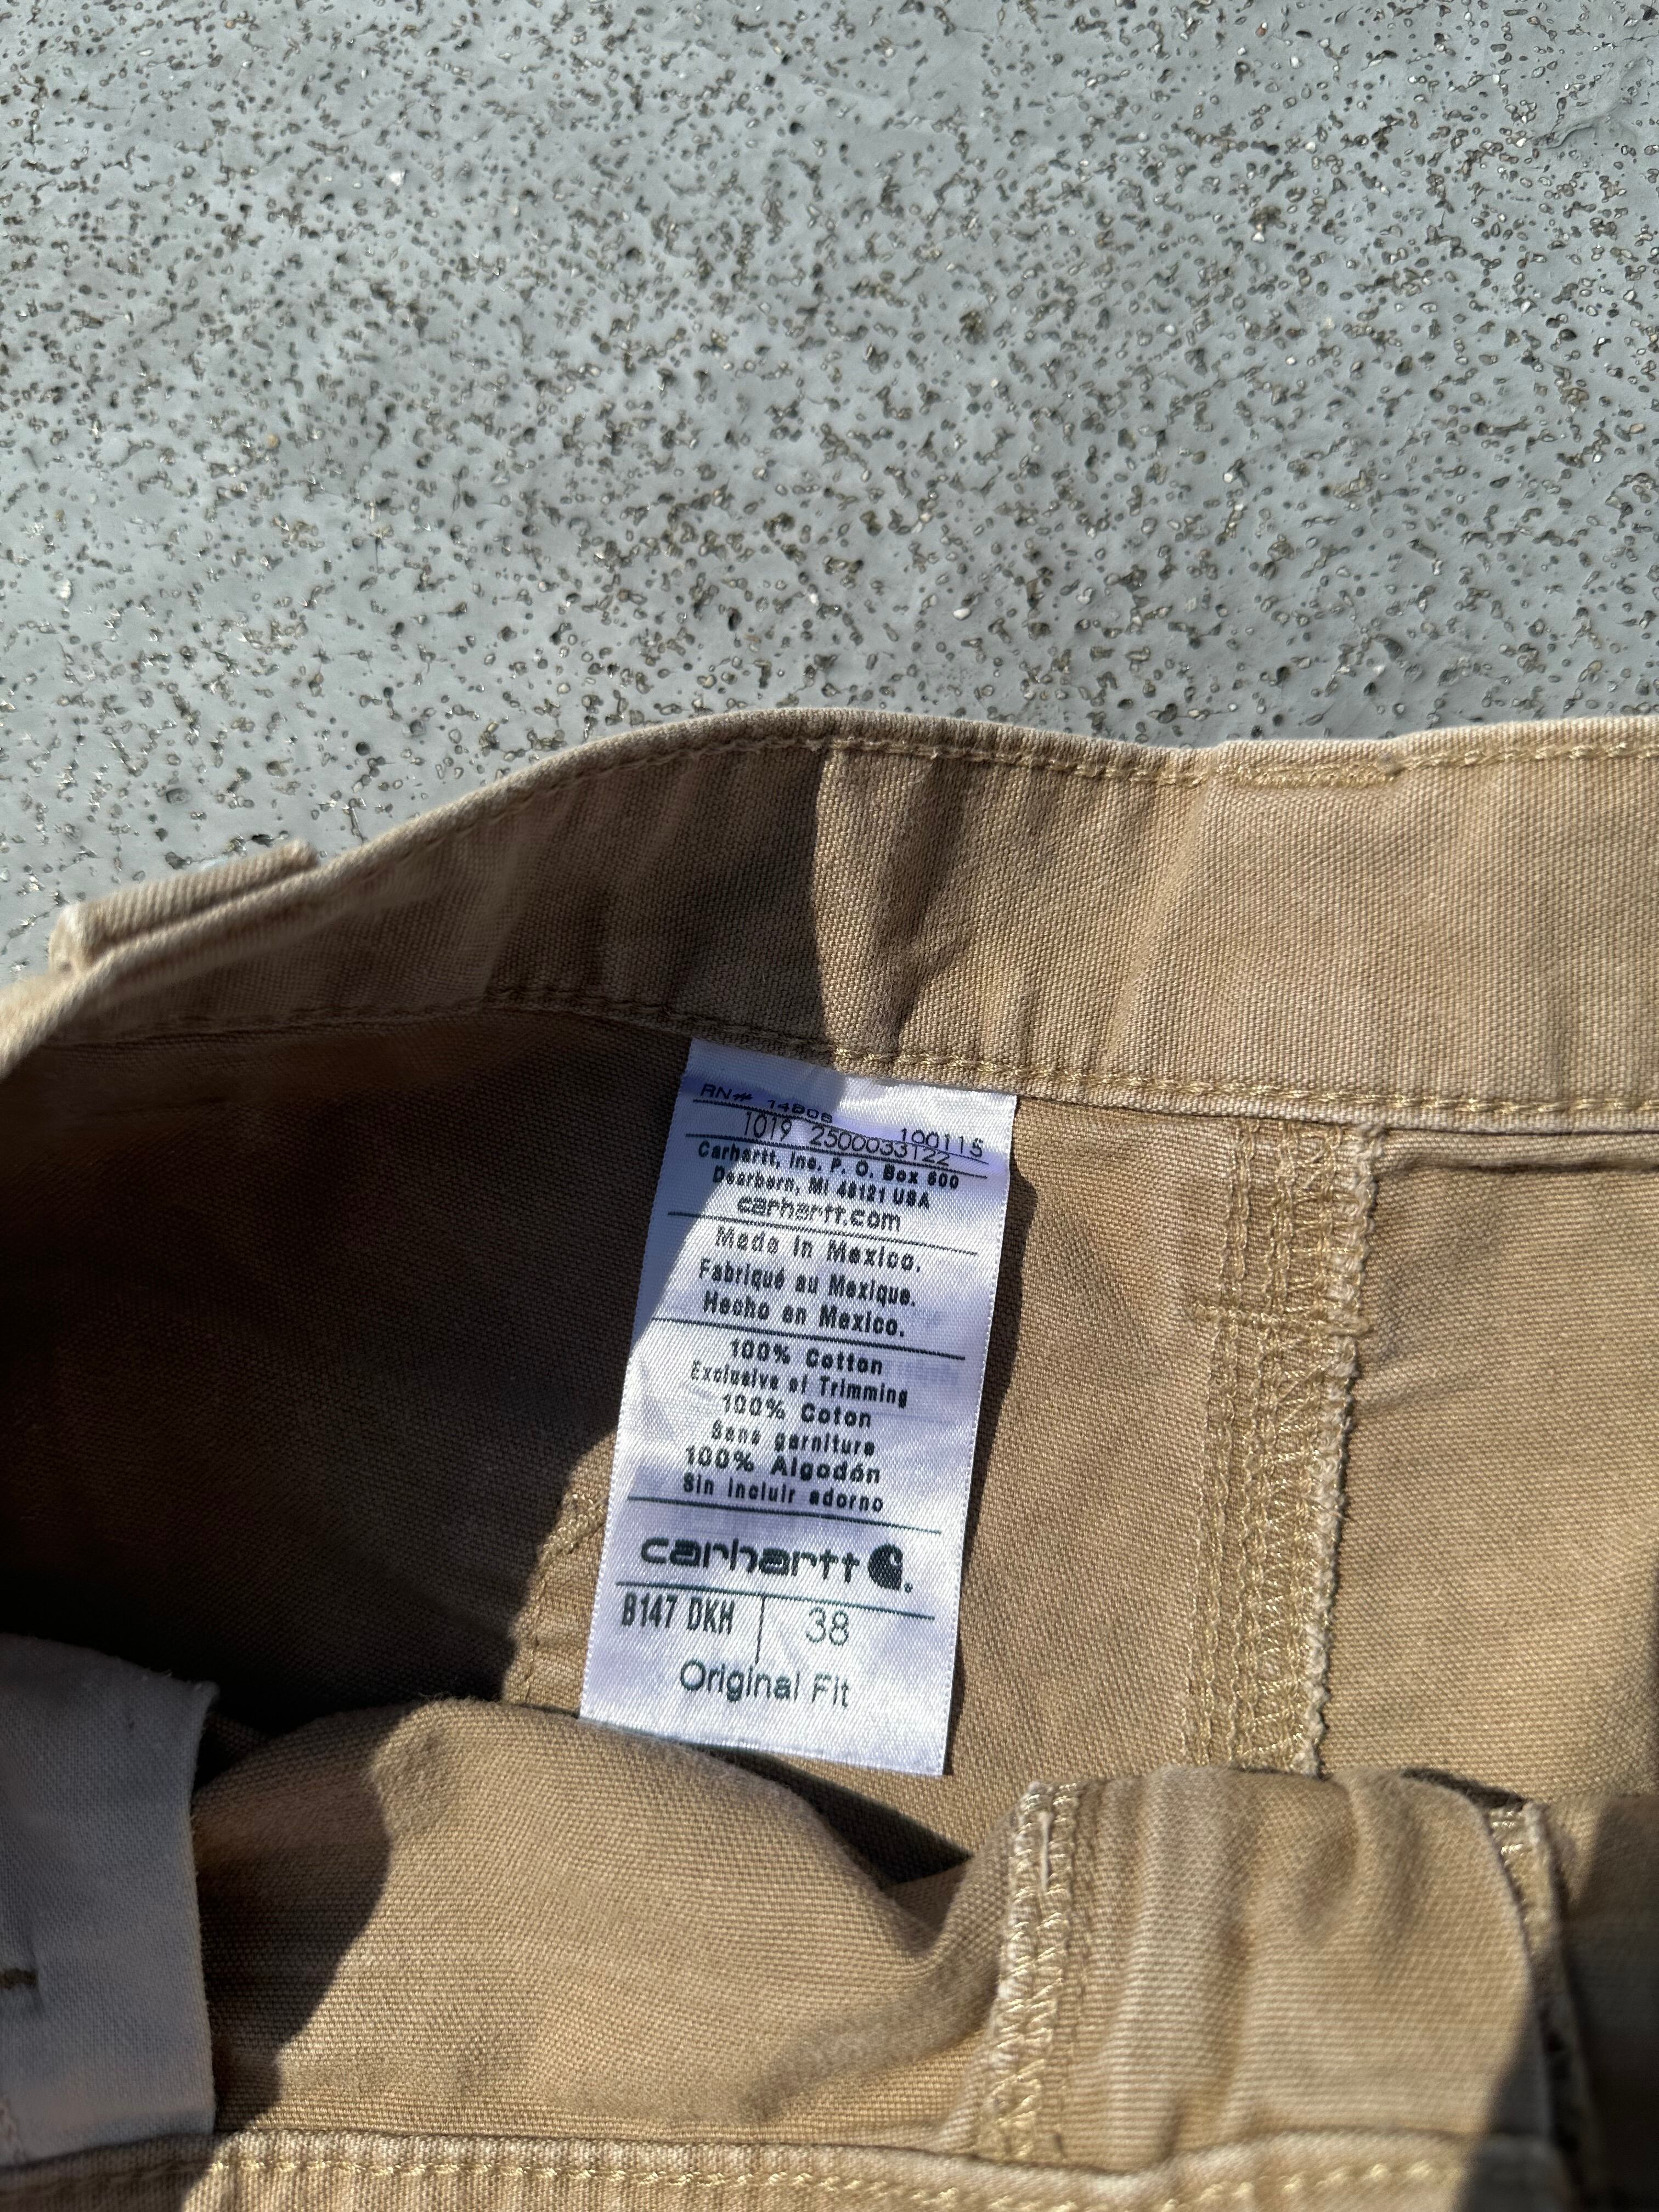 RN# 14806
100115
1019 2500033122
Carhartt, Inc. P. O. Box 600
Dearborn, MI 48121 USA
carhartt.com
Made in Mexico.
Fabriqué au Mexique.
Hecho en Mexico.
100% Cotton
Exclusive of Trimming
100% Coton
Sans garniture
100% Algodón
Sin incluir adorno
carhartt
B147 DKH 38
Original Fit